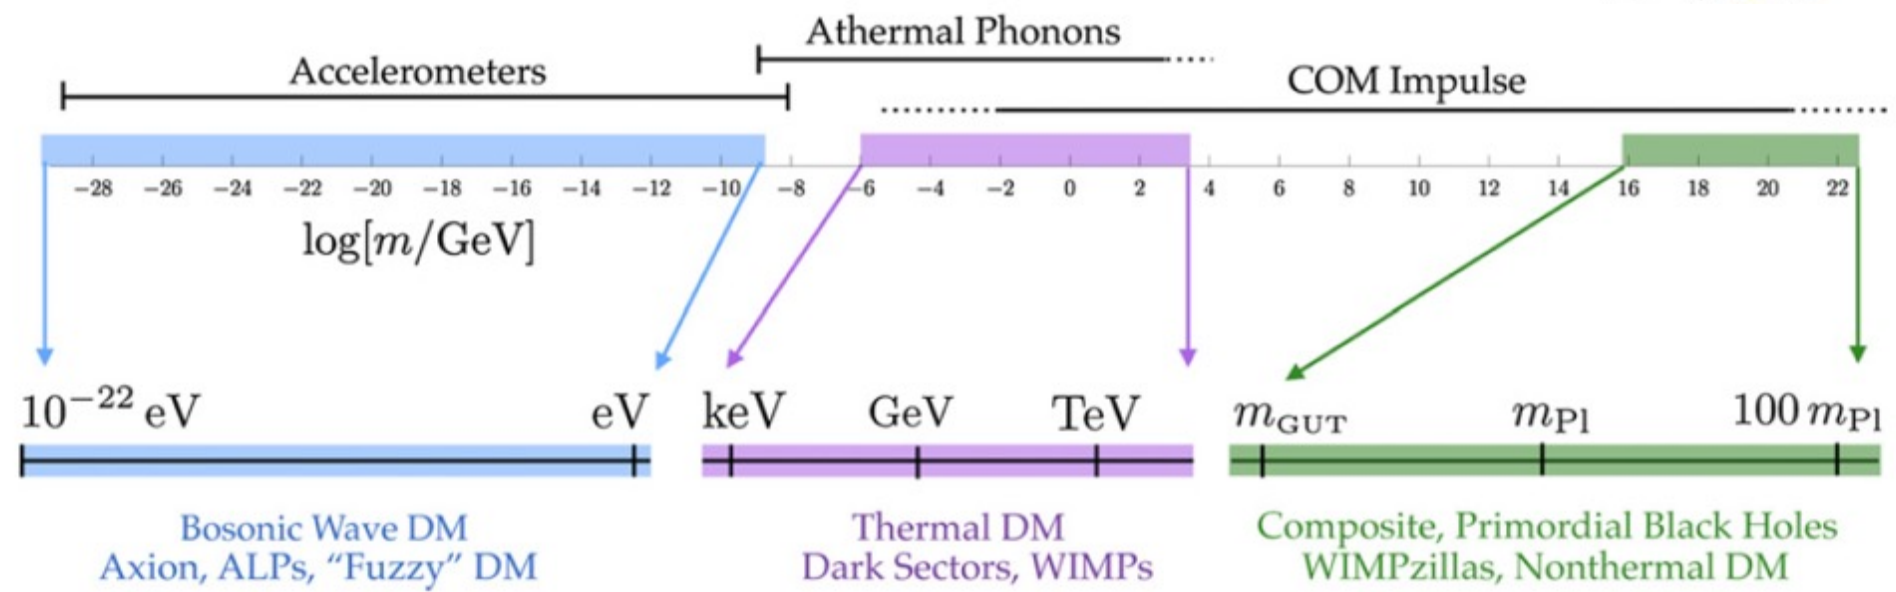 Athermal Phonons
Accelerometers
COM Impulse
−28 −26 −24 −22 −20 −18 −16 −14 −12 −10 −8 −6 −4 −2 0 2 4 6 8 10 12 14 16 18 20 22
log[m/GeV]
10⁻²² eV eV keV GeV TeV m_GUT m_Pl 100 m_Pl
Bosonic Wave DM
Axion, ALPs, “Fuzzy” DM
Thermal DM
Dark Sectors, WIMPs
Composite, Primordial Black Holes
WIMPzillas, Nonthermal DM